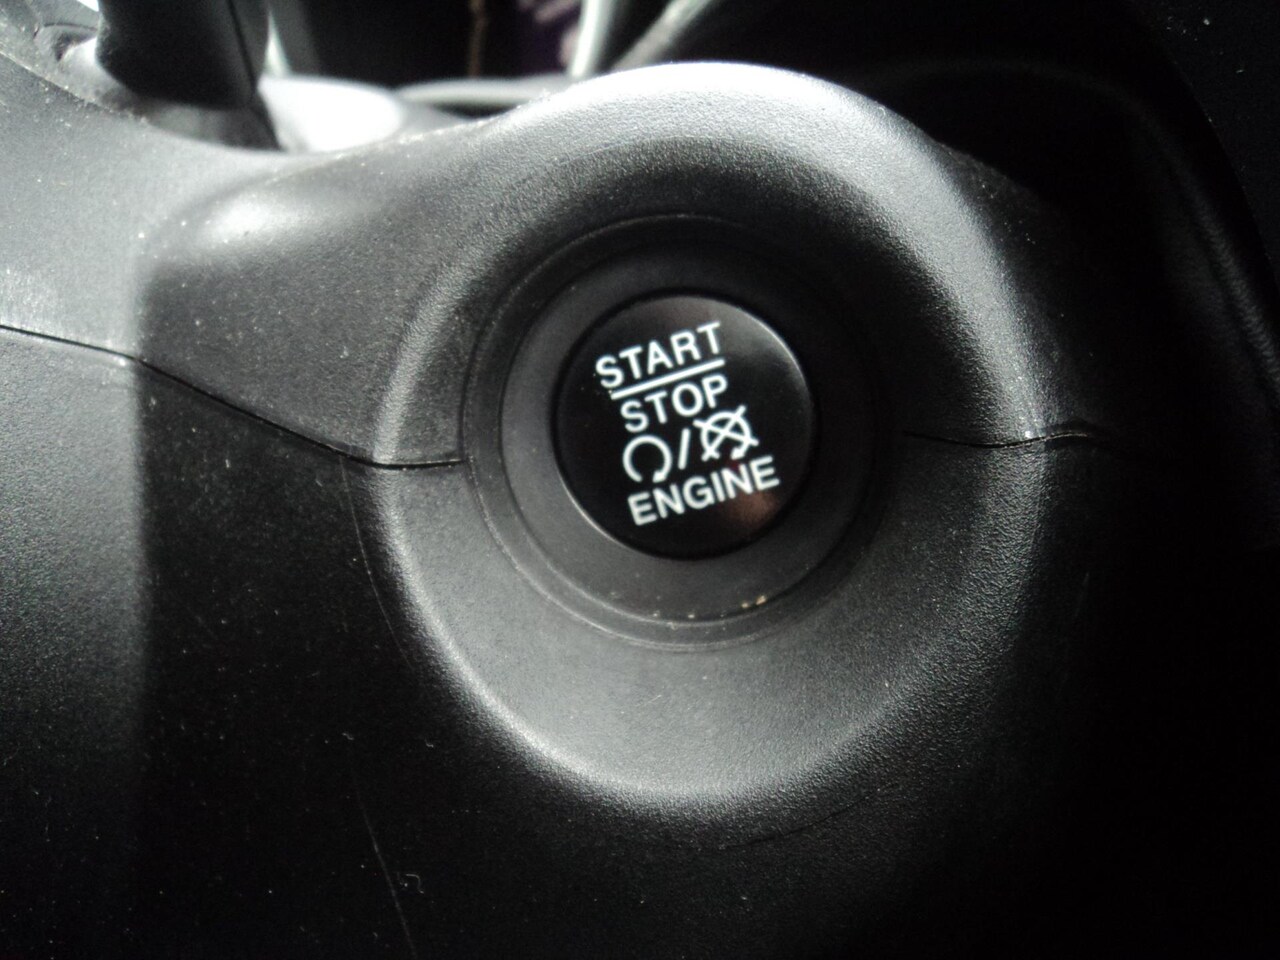 START
STOP
/
ENGINE